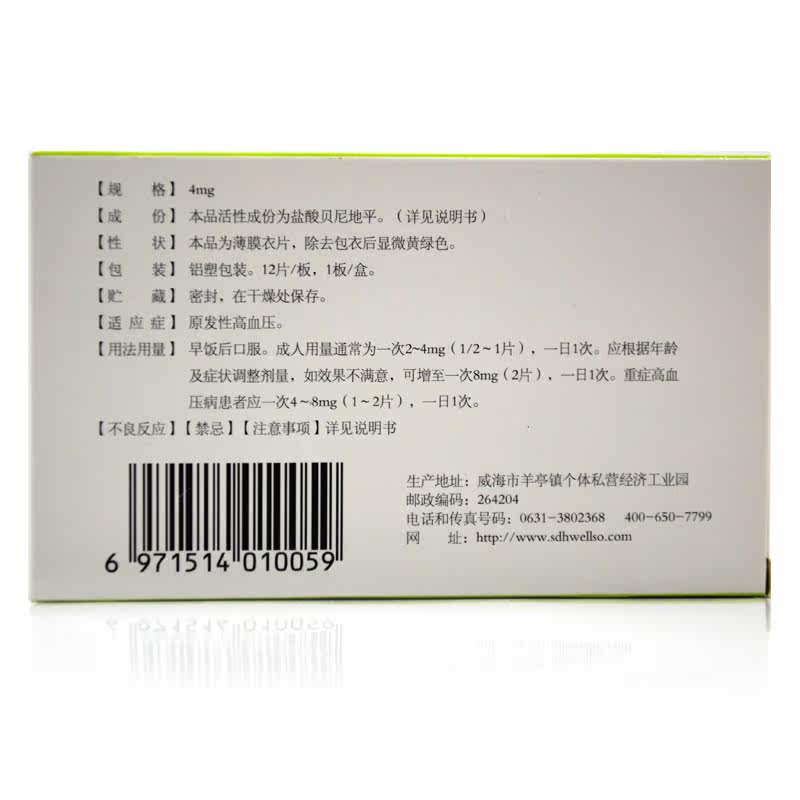 【规　格】 4mg
【成　份】 本品活性成份为盐酸贝尼地平。（详见说明书）
【性　状】 本品为薄膜衣片，除去包衣后显微黄绿色。
【包　装】 铝塑包装。12片/板，1板/盒。
【贮　藏】 密封，在干燥处保存。
【适应症】 原发性高血压。
【用法用量】 早饭后口服。成人用量通常为一次2~4mg（1/2~1片），一日1次。应根据年龄
及症状调整剂量，如效果不满意，可增至一次8mg（2片），一日1次。重症高血
压病患者应一次4~8mg（1~2片），一日1次。
【不良反应】【禁忌】【注意事项】详见说明书
生产地址：威海市羊亭镇个体私营经济工业园
邮政编码：264204
电话和传真号码：0631-3802368　400-650-7799
网　址：http://www.sdhwellso.com
6 971514 010059